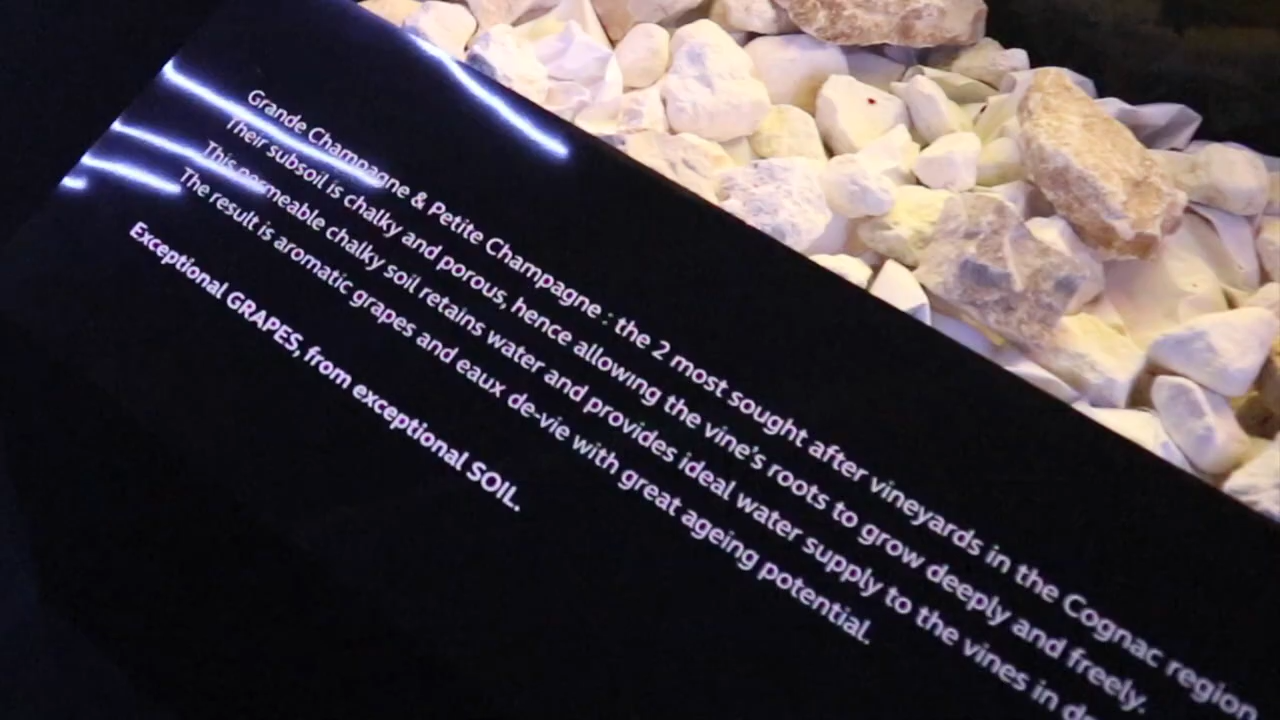 Grande Champagne & Petite Champagne : the 2 most sought after vineyards in the Cognac region
Their subsoil is chalky and porous, hence allowing the vine's roots to grow deeply and freely.
This permeable chalky soil retains water and provides ideal water supply to the vines in
The result is aromatic grapes and eaux de-vie with great ageing potential.
Exceptional GRAPES, from exceptional SOIL.